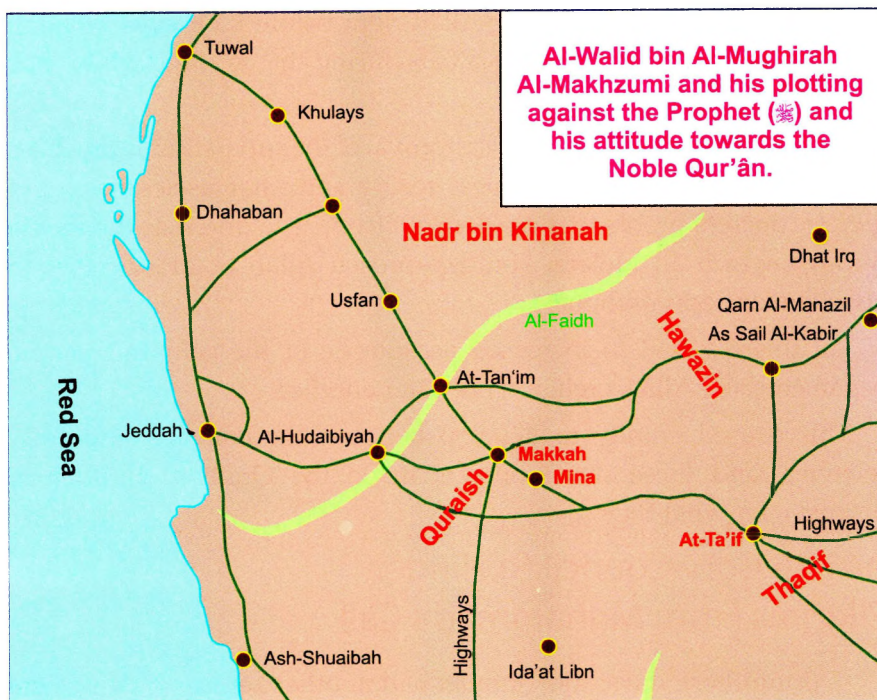 Al-Walid bin Al-Mughirah
Al-Makhzumi and his plotting
against the Prophet (ﷺ) and
his attitude towards the
Noble Qur'ân.
Tuwal
Khulays
Dhahaban
Nadr bin Kinanah
Dhat Irq
Usfan
Al-Faidh
Qarn Al-Manazil
As Sail Al-Kabir
Hawazin
At-Tan‘im
Red Sea
Jeddah
Al-Hudaibiyah
Makkah
Mina
Quraish
At-Ta'if
Highways
Thaqif
Highways
Ash-Shuaibah
Ida'at Libn